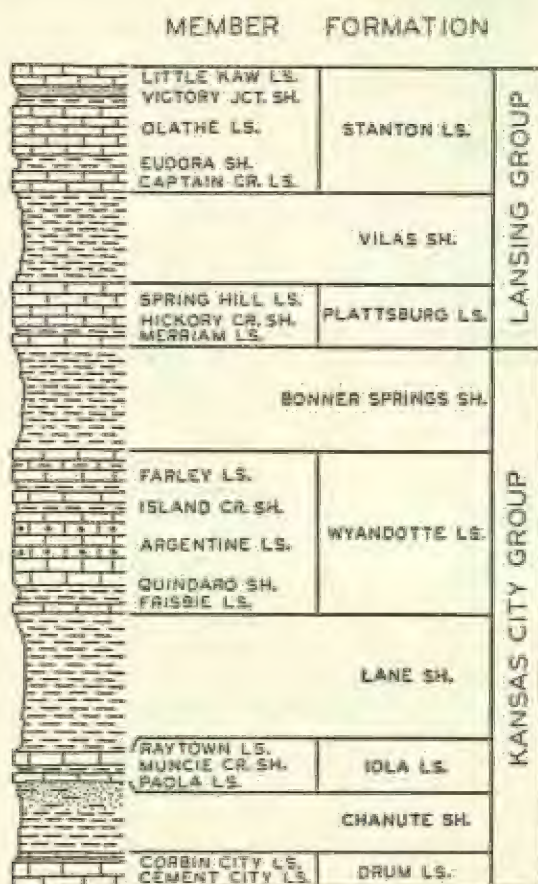 MEMBER FORMATION
LITTLE KAW LS.
VICTORY JCT. SH.
OLATHE LS.
EUDORA SH.
CAPTAIN CR. LS.
STANTON LS.
VILAS SH.
SPRING HILL LS.
HICKORY CR. SH.
MERRIAM LS.
PLATTSBURG LS.
LANSING GROUP
BONNER SPRINGS SH.
FARLEY LS.
ISLAND CR. SH.
ARGENTINE LS.
QUINDARO SH.
FRISBIE LS.
WYANDOTTE LS.
LANE SH.
RAYTOWN LS.
MUNCIE CR. SH.
PAOLA LS.
IOLA LS.
CHANUTE SH.
CORBIN CITY LS.
CEMENT CITY LS.
DRUM LS.
KANSAS CITY GROUP